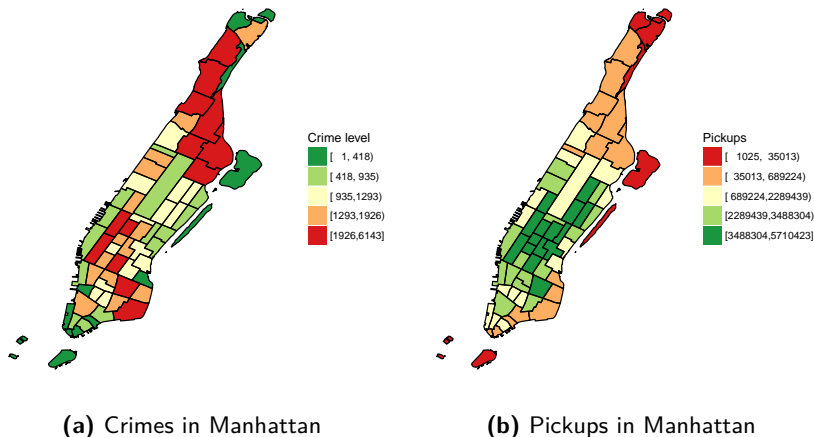 Crime level
[ 1, 418)
[ 418, 935)
[ 935,1293)
[1293,1926)
[1926,6143]
Pickups
[ 1025, 35013)
[ 35013, 689224)
[ 689224,2289439)
[2289439,3488304)
[3488304,5710423]
(a) Crimes in Manhattan
(b) Pickups in Manhattan